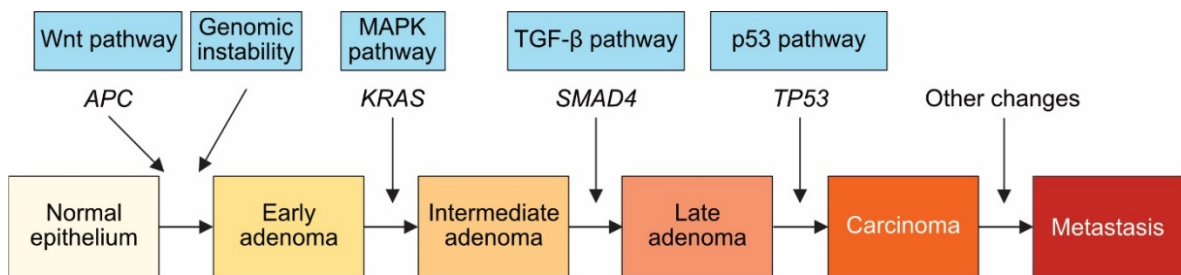 Wnt pathway
Genomic
instability
MAPK
pathway
TGF-β pathway
p53 pathway
APC
KRAS
SMAD4
TP53
Other changes
Normal
epithelium
Early
adenoma
Intermediate
adenoma
Late
adenoma
Carcinoma
Metastasis